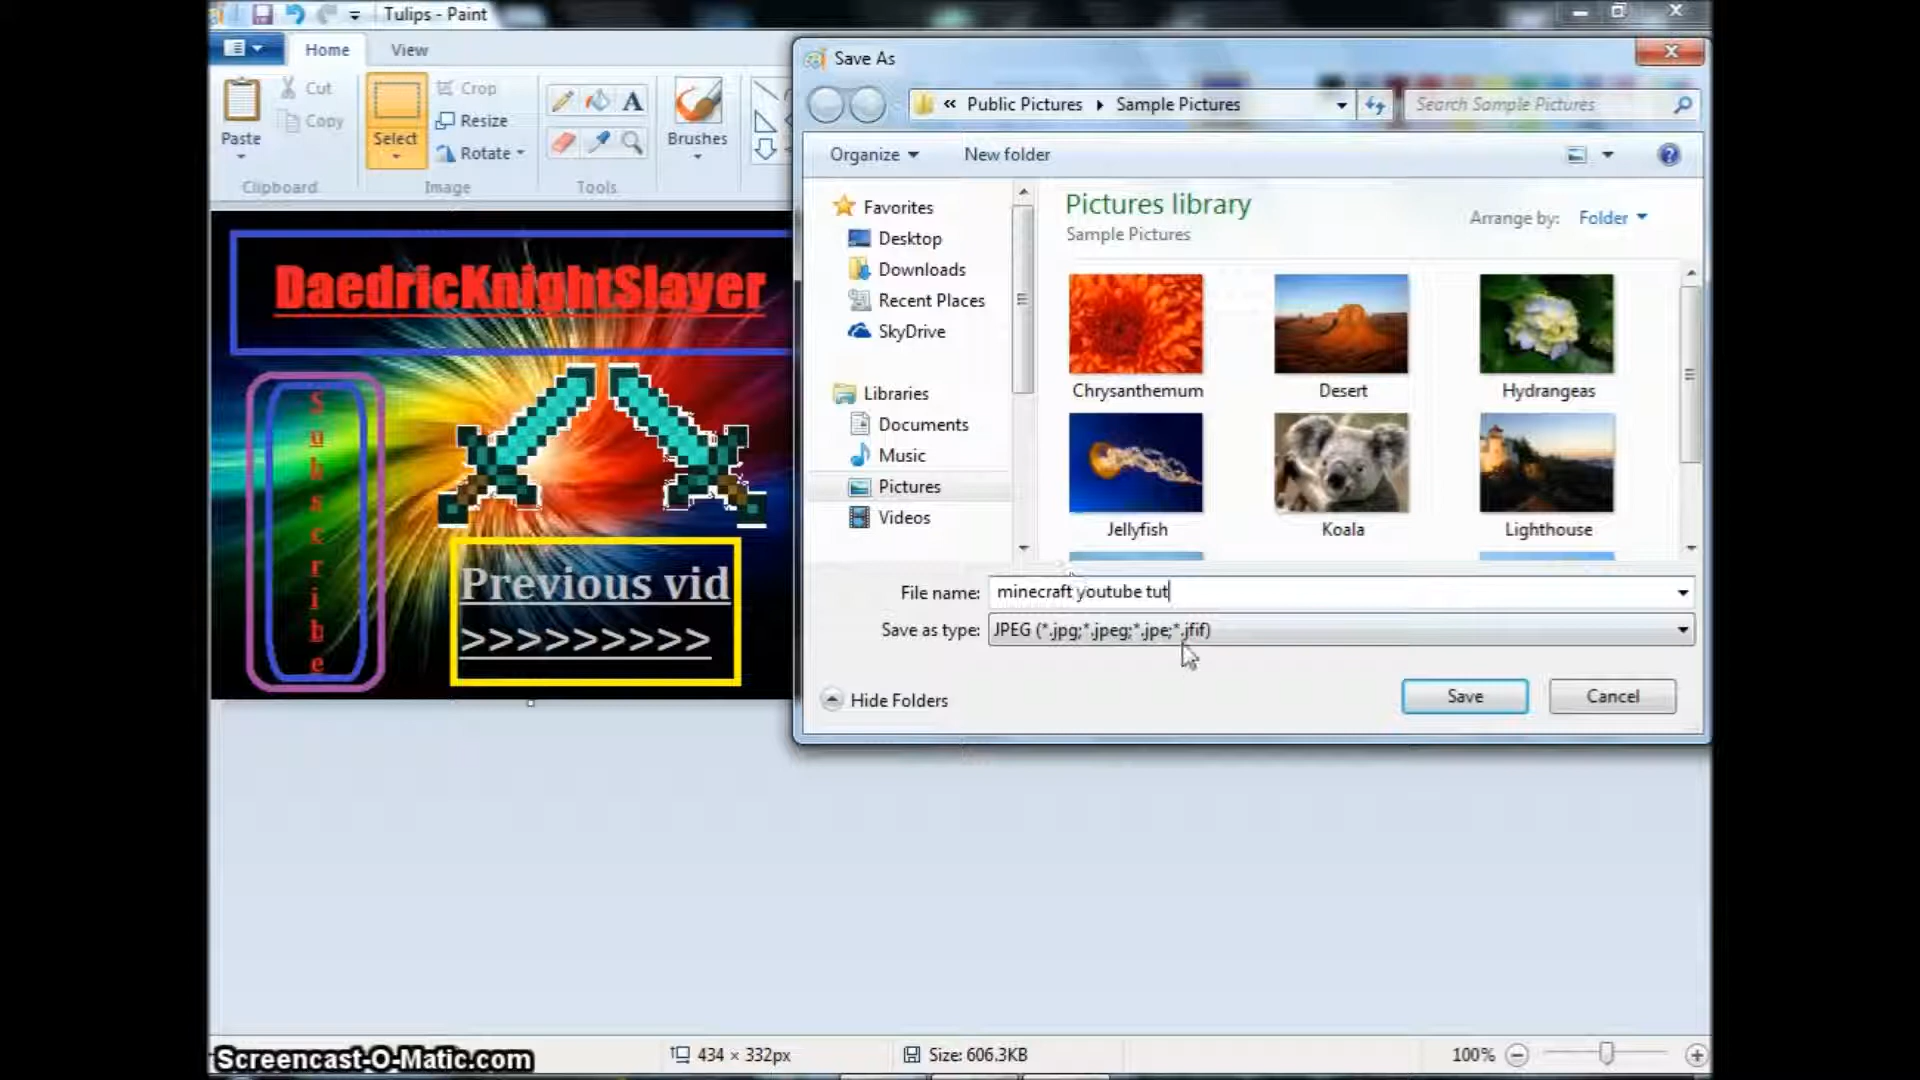 Tulips - Paint
Home View
Cut
Copy
Paste
Clipboard
Select
Crop
Resize
Rotate
Image
Tools
Brushes
DaedricKnightSlayer
S
u
b
s
c
r
i
b
e
Previous vid
>>>>>>>>>
Save As
« Public Pictures Sample Pictures
Search Sample Pictures
Organize New folder
Favorites
Desktop
Downloads
Recent Places
SkyDrive
Libraries
Documents
Music
Pictures
Videos
Pictures library
Sample Pictures
Arrange by: Folder
Chrysanthemum Desert Hydrangeas
Jellyfish Koala Lighthouse
File name: minecraft youtube tut
Save as type: JPEG (*.jpg;*.jpeg;*.jpe;*.jfif)
Hide Folders
Save Cancel
Screencast-O-Matic.com
434 × 332px
Size: 606.3KB
100%